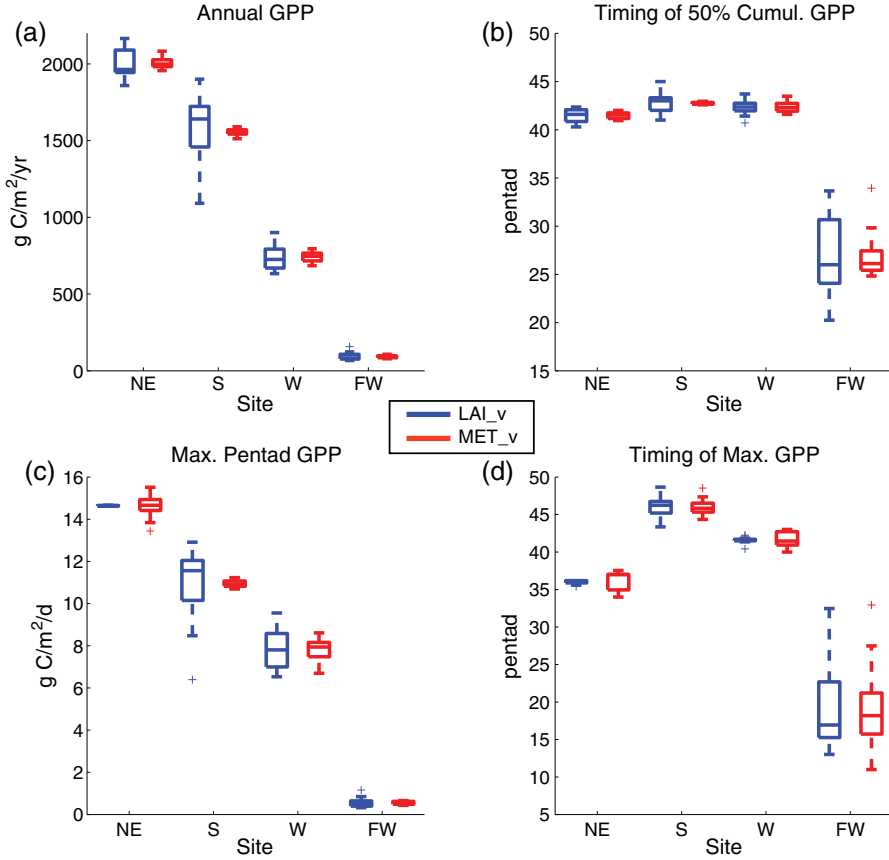 (a)
Annual GPP
g C/m²/yr
2000
1500
1000
500
0
NE S W FW
Site
(b)
Timing of 50% Cumul. GPP
pentad
50
45
40
35
30
25
20
15
NE S W FW
Site
LAI_v
MET_v
(c)
Max. Pentad GPP
g C/m²/d
16
14
12
10
8
6
4
2
0
NE S W FW
Site
(d)
Timing of Max. GPP
pentad
50
45
40
35
30
25
20
15
10
5
NE S W FW
Site